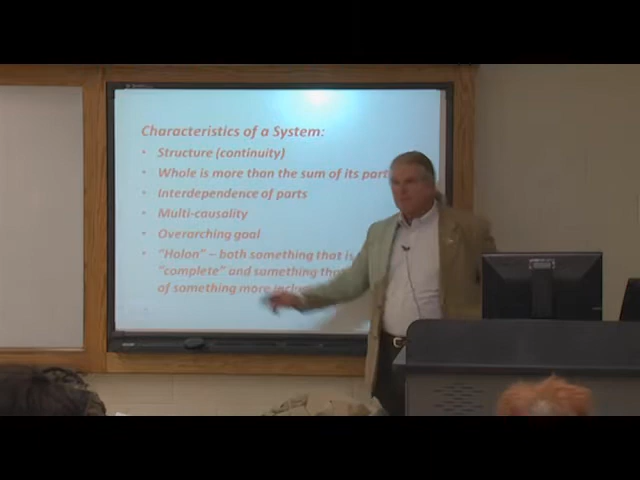 Characteristics of a System:
• Structure (continuity)
• Whole is more than the sum of its part
• Interdependence of parts
• Multi-causality
• Overarching goal
• “Holon” – both something that is
“complete” and something that
of something more inclu